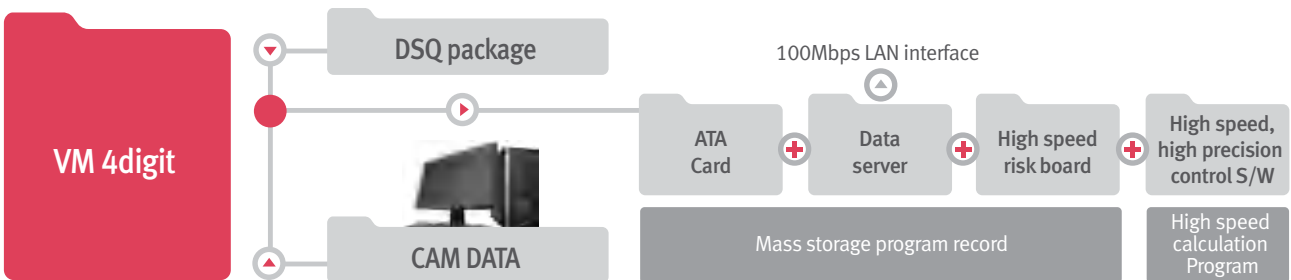 VM 4digit
DSQ package
CAM DATA
100Mbps LAN interface
ATA
Card
Data
server
High speed
risk board
High speed,
high precision
control S/W
Mass storage program record
High speed
calculation
Program